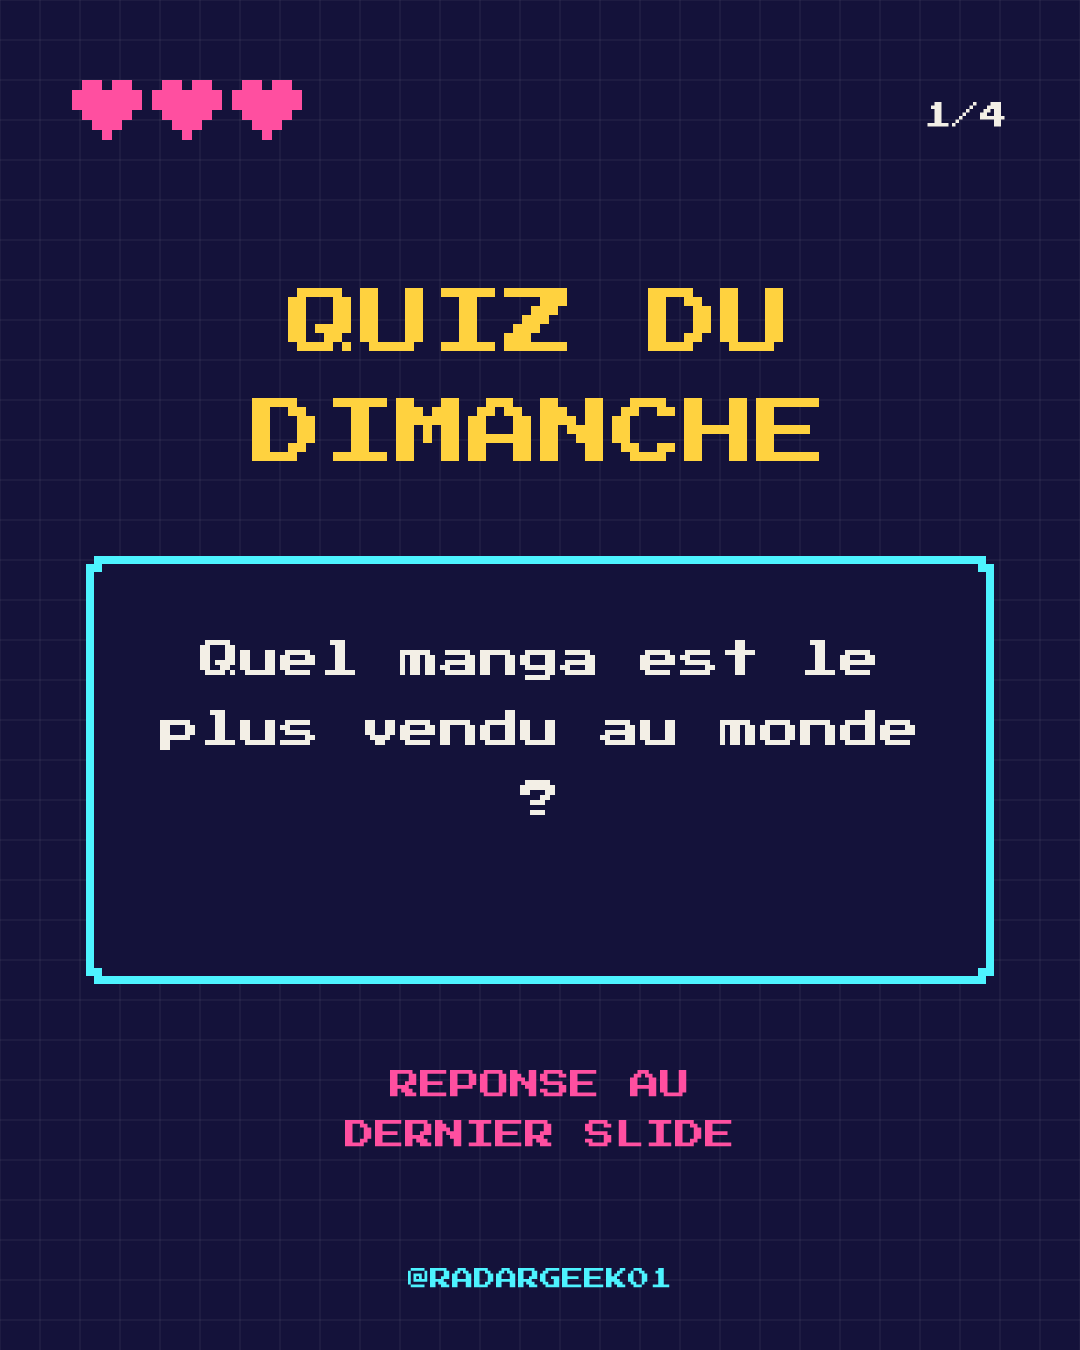 1/4
QUIZ DU
DIMANCHE
Quel manga est le
plus vendu au monde
?
REPONSE AU
DERNIER SLIDE
@RADARGEEK01